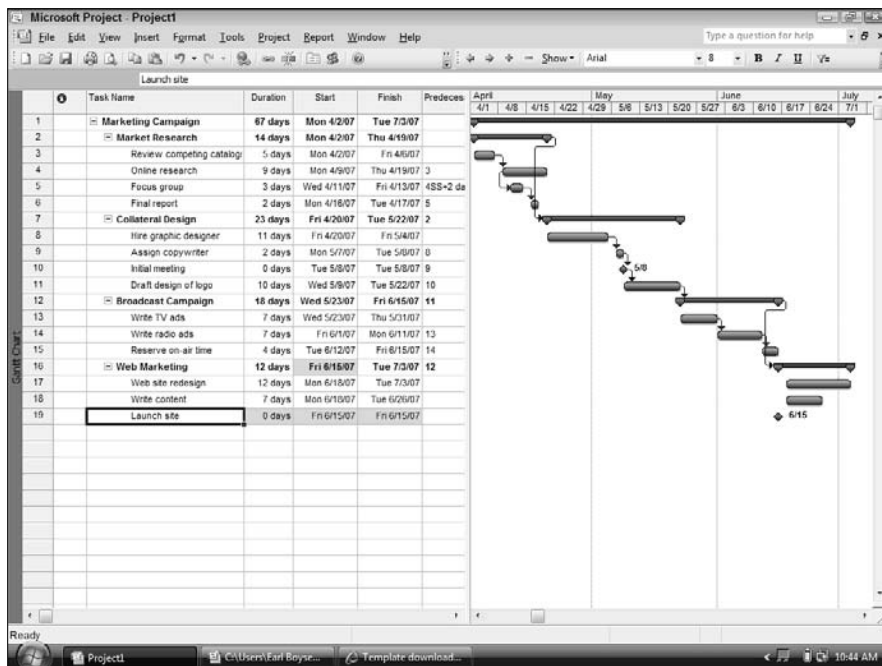 Microsoft Project - Project1
File Edit View Insert Format Tools Project Report Window Help
Type a question for help
Show Arial 8 B I U
Launch site
Task Name Duration Start Finish Predeces
April May June July
4/1 4/8 4/15 4/22 4/29 5/6 5/13 5/20 5/27 6/3 6/10 6/17 6/24 7/1
1 Marketing Campaign 67 days Mon 4/2/07 Tue 7/3/07
2 Market Research 14 days Mon 4/2/07 Thu 4/19/07
3 Review competing catalog 5 days Mon 4/2/07 Fri 4/6/07
4 Online research 9 days Mon 4/9/07 Thu 4/19/07 3
5 Focus group 3 days Wed 4/11/07 Fri 4/13/07 4SS+2 da
6 Final report 2 days Mon 4/16/07 Tue 4/17/07 5
7 Collateral Design 23 days Fri 4/20/07 Tue 5/22/07 2
8 Hire graphic designer 11 days Fri 4/20/07 Fri 5/4/07
9 Assign copywriter 2 days Mon 5/7/07 Tue 5/8/07 8
10 Initial meeting 0 days Tue 5/8/07 Tue 5/8/07 9
5/8
11 Draft design of logo 10 days Wed 5/9/07 Tue 5/22/07 10
12 Broadcast Campaign 18 days Wed 5/23/07 Fri 6/15/07 11
13 Write TV ads 7 days Wed 5/23/07 Thu 5/31/07
14 Write radio ads 7 days Fri 6/1/07 Mon 6/11/07 13
15 Reserve on-air time 4 days Tue 6/12/07 Fri 6/15/07 14
16 Web Marketing 12 days Fri 6/15/07 Tue 7/3/07 12
17 Web site redesign 12 days Mon 6/18/07 Tue 7/3/07
18 Write content 7 days Mon 6/18/07 Tue 6/26/07
19 Launch site 0 days Fri 6/15/07 Fri 6/15/07
6/15
Gantt Chart
Ready
Project1 C:\Users\Earl Boyse... Template download... 10:44 AM